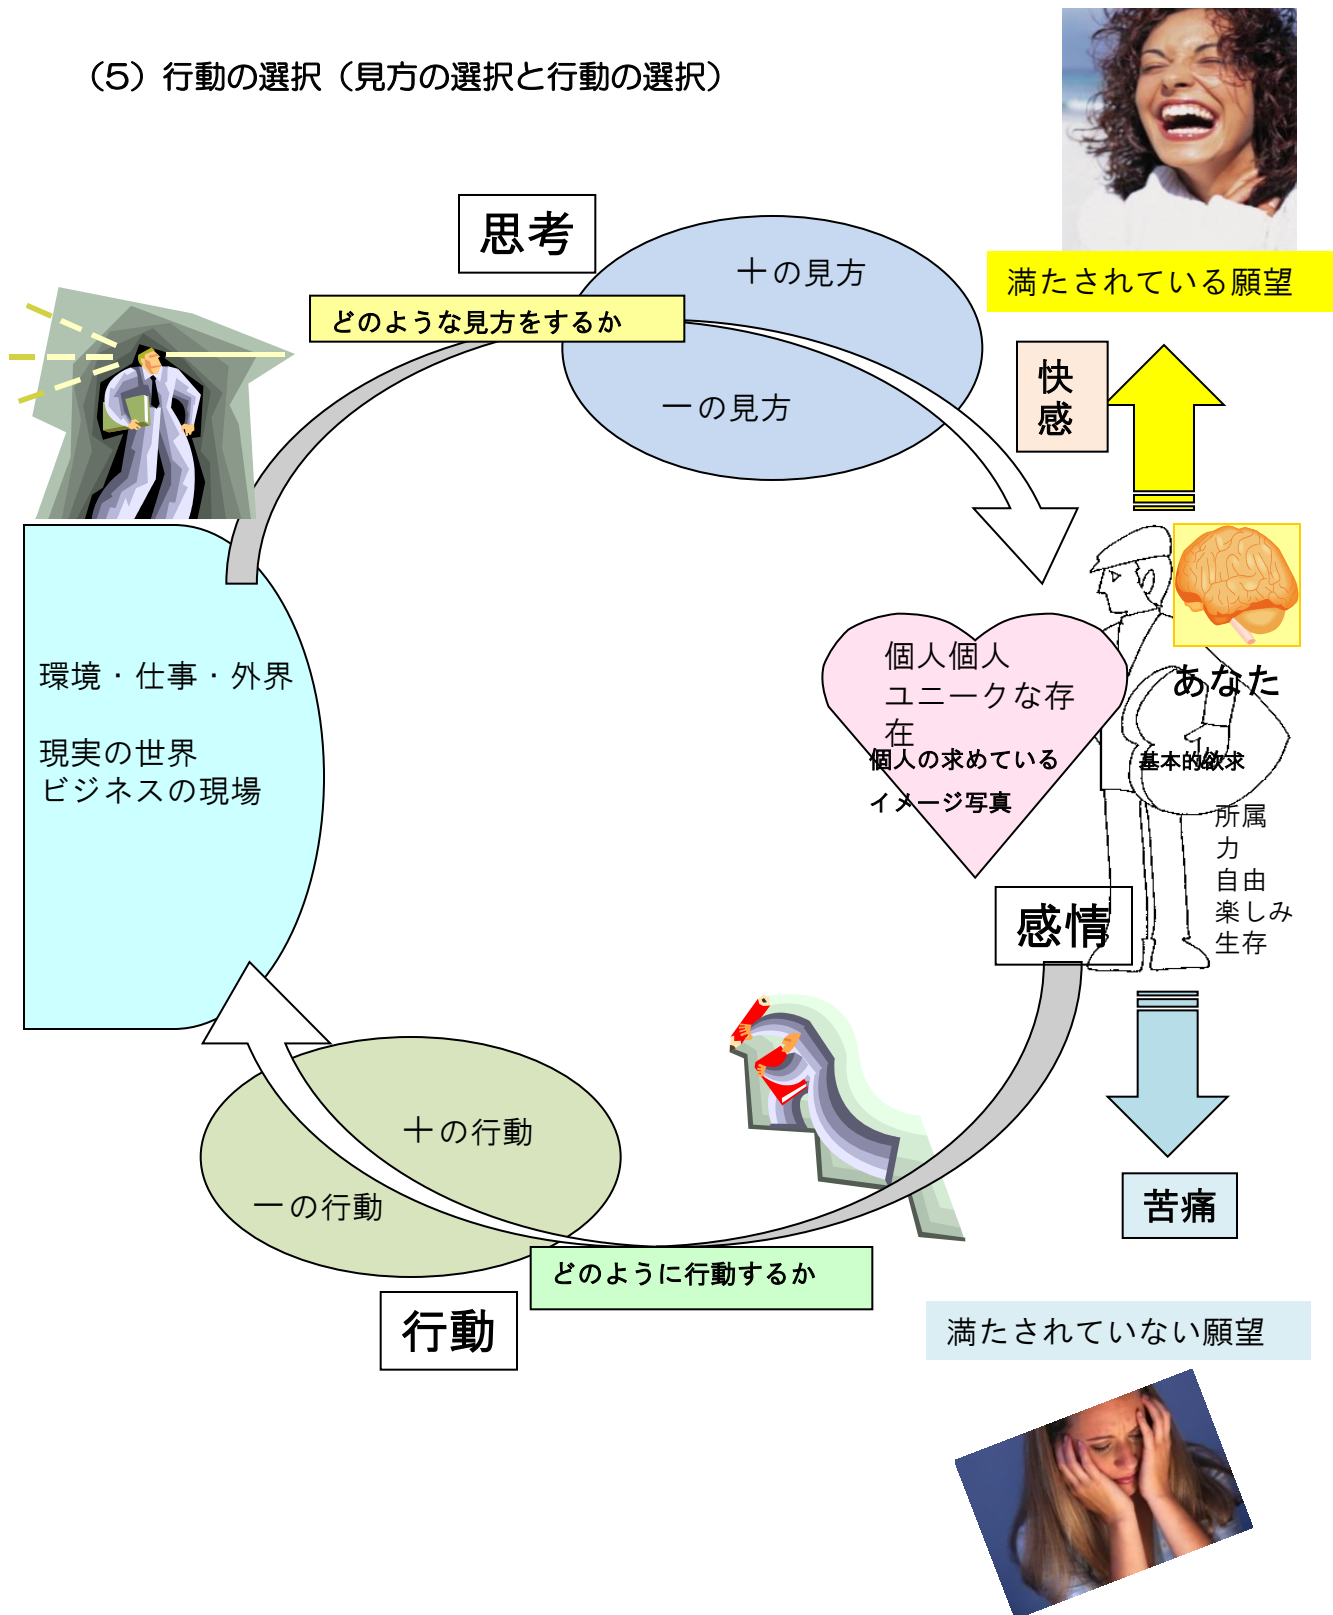 （5）行動の選択（見方の選択と行動の選択）
思考
＋の見方
満たされている願望
どのような見方をするか
快
感
－の見方
環境・仕事・外界
現実の世界
ビジネスの現場
個人個人
ユニークな存
在
個人の求めている
イメージ写真
あなた
基本的欲求
所属
力
自由
楽しみ
生存
感情
＋の行動
－の行動
苦痛
どのように行動するか
行動
満たされていない願望